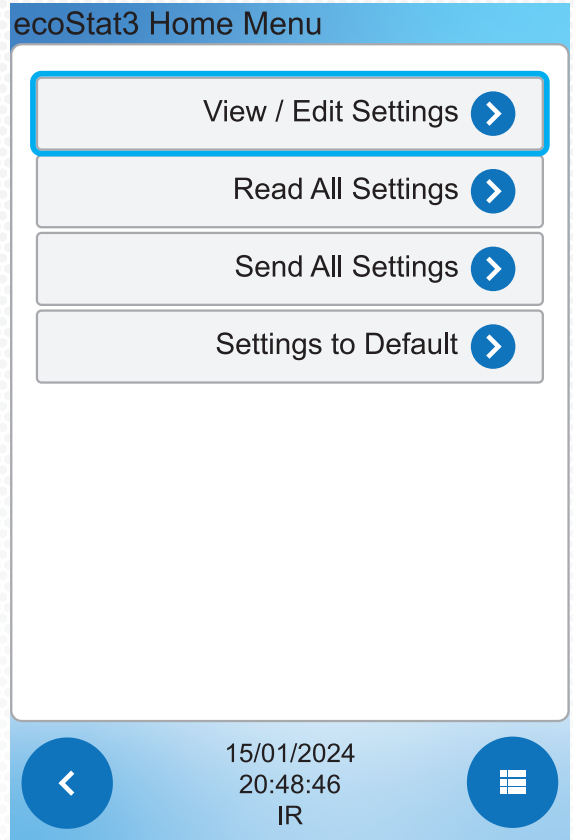 ecoStat3 Home Menu
View / Edit Settings
Read All Settings
Send All Settings
Settings to Default
15/01/2024
20:48:46
IR